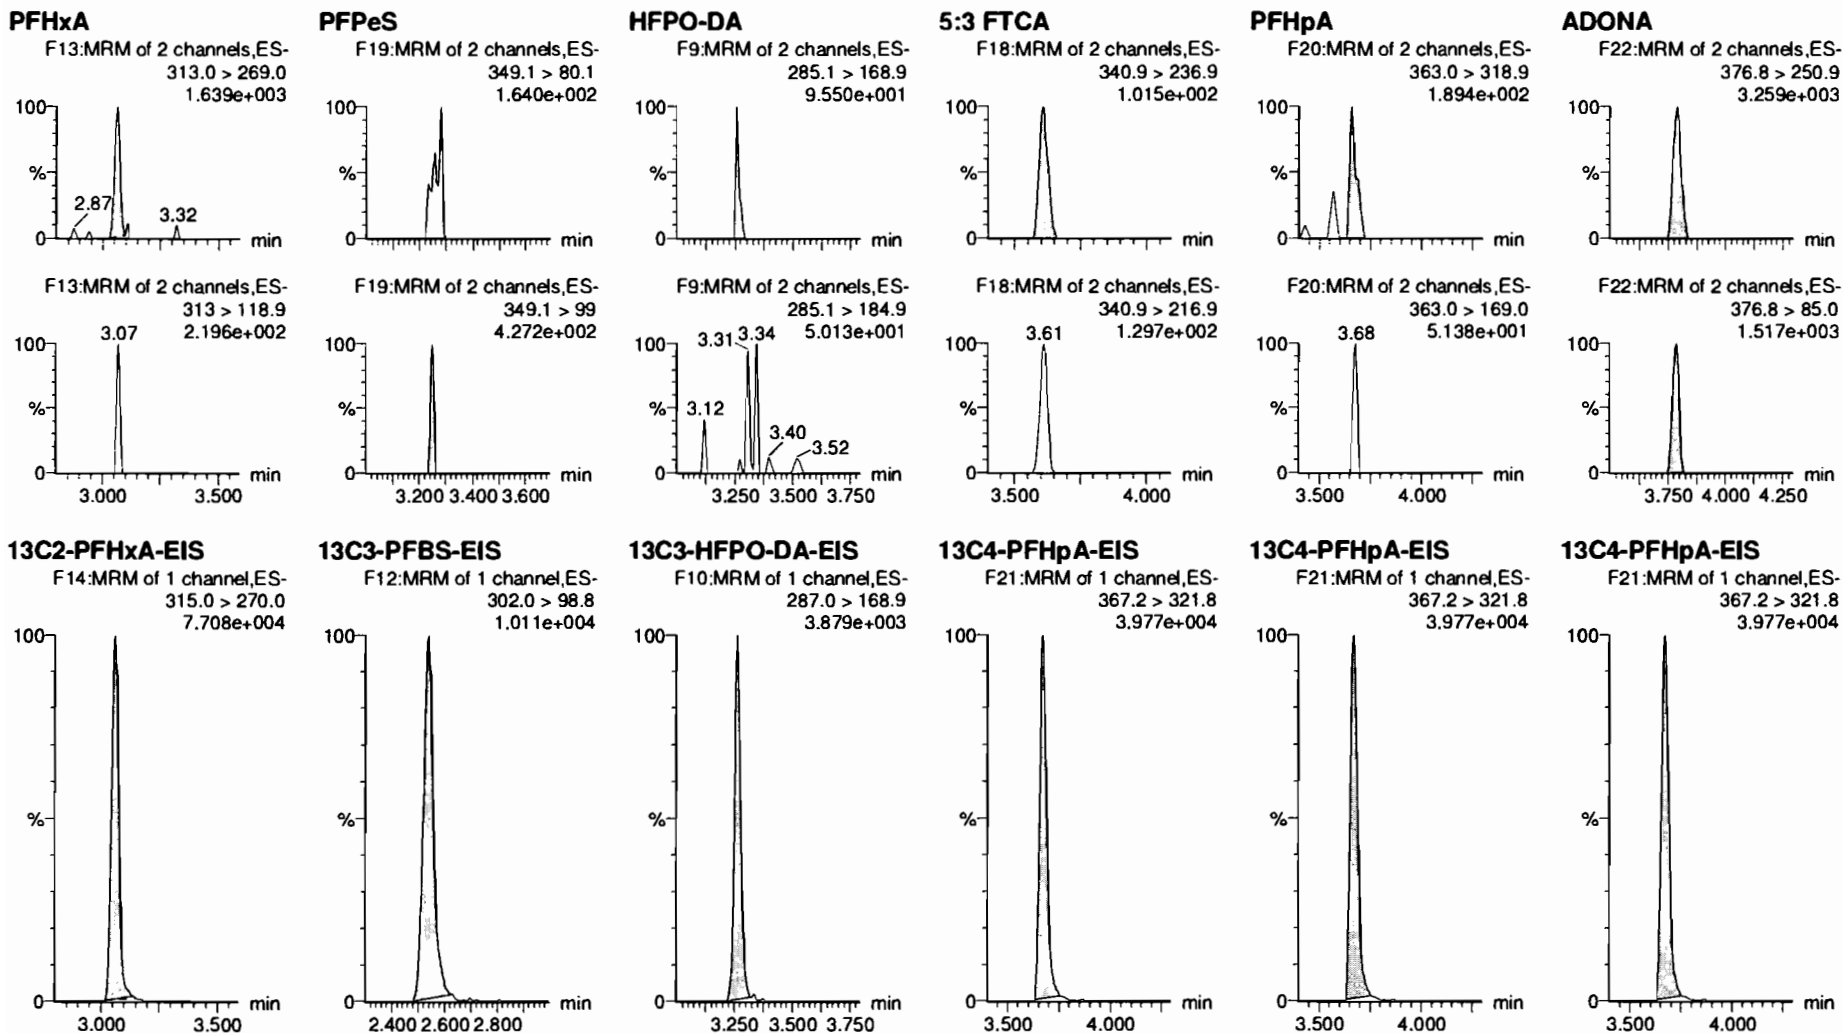 PFHxA
F13:MRM of 2 channels,ES-
313.0 > 269.0
1.639e+003
100
%
2.87
3.32
0
min
F13:MRM of 2 channels,ES-
313 > 118.9
2.196e+002
100
3.07
%
0
3.000 3.500
min
PFPeS
F19:MRM of 2 channels,ES-
349.1 > 80.1
1.640e+002
100
%
0
min
F19:MRM of 2 channels,ES-
349.1 > 99
4.272e+002
100
%
0
3.200 3.400 3.600
min
HFPO-DA
F9:MRM of 2 channels,ES-
285.1 > 168.9
9.550e+001
100
%
0
min
F9:MRM of 2 channels,ES-
285.1 > 184.9
5.013e+001
100
3.31 3.34
%
3.12
3.40
3.52
0
3.250 3.500 3.750
min
5:3 FTCA
F18:MRM of 2 channels,ES-
340.9 > 236.9
1.015e+002
100
%
0
min
F18:MRM of 2 channels,ES-
340.9 > 216.9
1.297e+002
100
3.61
%
0
3.500 4.000
min
PFHpA
F20:MRM of 2 channels,ES-
363.0 > 318.9
1.894e+002
100
%
0
min
F20:MRM of 2 channels,ES-
363.0 > 169.0
5.138e+001
100
3.68
%
0
3.500 4.000
min
ADONA
F22:MRM of 2 channels,ES-
376.8 > 250.9
3.259e+003
100
%
0
min
F22:MRM of 2 channels,ES-
376.8 > 85.0
1.517e+003
100
%
0
3.750 4.000 4.250
min
13C2-PFHxA-EIS
F14:MRM of 1 channel,ES-
315.0 > 270.0
7.708e+004
100
%
0
3.000 3.500
min
13C3-PFBS-EIS
F12:MRM of 1 channel,ES-
302.0 > 98.8
1.011e+004
100
%
0
2.400 2.600 2.800
min
13C3-HFPO-DA-EIS
F10:MRM of 1 channel,ES-
287.0 > 168.9
3.879e+003
100
%
0
3.250 3.500 3.750
min
13C4-PFHpA-EIS
F21:MRM of 1 channel,ES-
367.2 > 321.8
3.977e+004
100
%
0
3.500 4.000
min
13C4-PFHpA-EIS
F21:MRM of 1 channel,ES-
367.2 > 321.8
3.977e+004
100
%
0
3.500 4.000
min
13C4-PFHpA-EIS
F21:MRM of 1 channel,ES-
367.2 > 321.8
3.977e+004
100
%
0
3.500 4.000
min